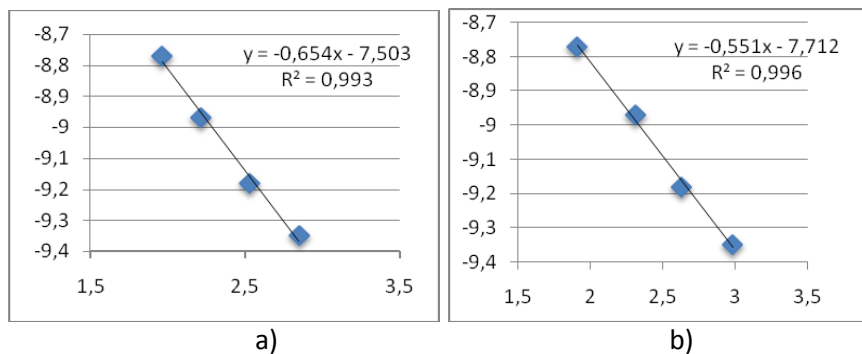 -8,7
-8,8
-8,9
-9
-9,1
-9,2
-9,3
-9,4
1,5 2,5 3,5
y = -0,654x - 7,503
R² = 0,993
a)
-8,7
-8,8
-8,9
-9
-9,1
-9,2
-9,3
-9,4
1,5 2 2,5 3 3,5
y = -0,551x - 7,712
R² = 0,996
b)